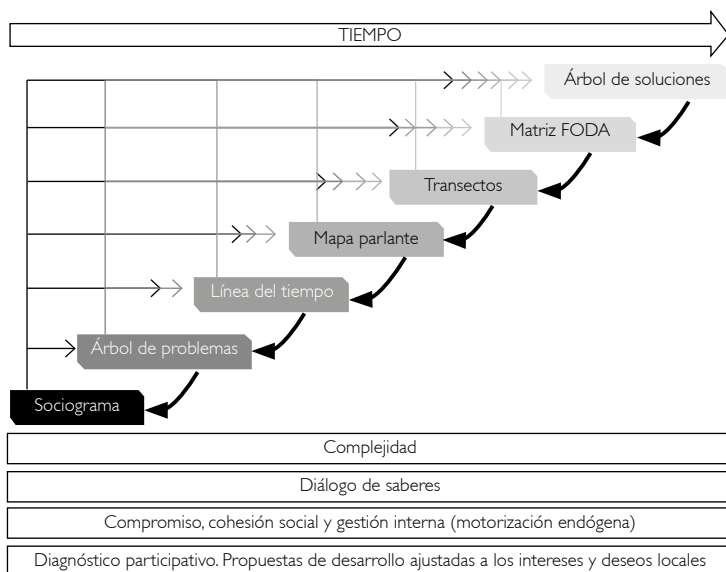 TIEMPO
Árbol de soluciones
Matriz FODA
Transectos
Mapa parlante
Línea del tiempo
Árbol de problemas
Sociograma
Complejidad
Diálogo de saberes
Compromiso, cohesión social y gestión interna (motorización endógena)
Diagnóstico participativo. Propuestas de desarrollo ajustadas a los intereses y deseos locales